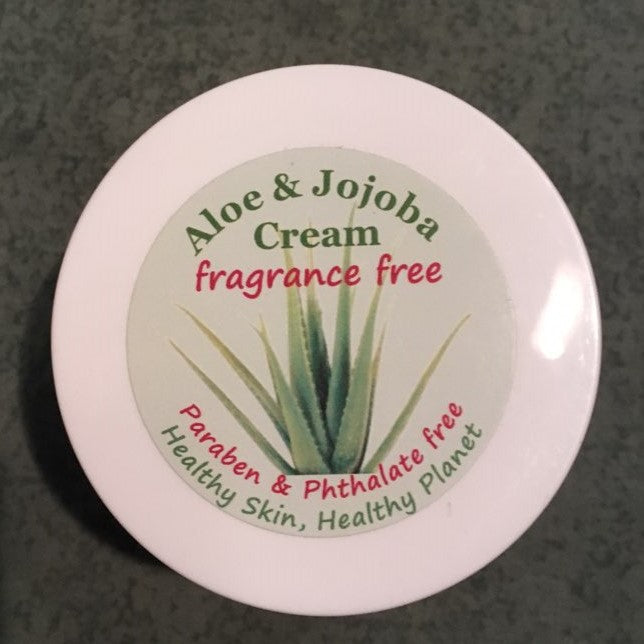 Aloe & Jojoba
Cream
fragrance free
Paraben & Phthalate free
Healthy Skin, Healthy Planet